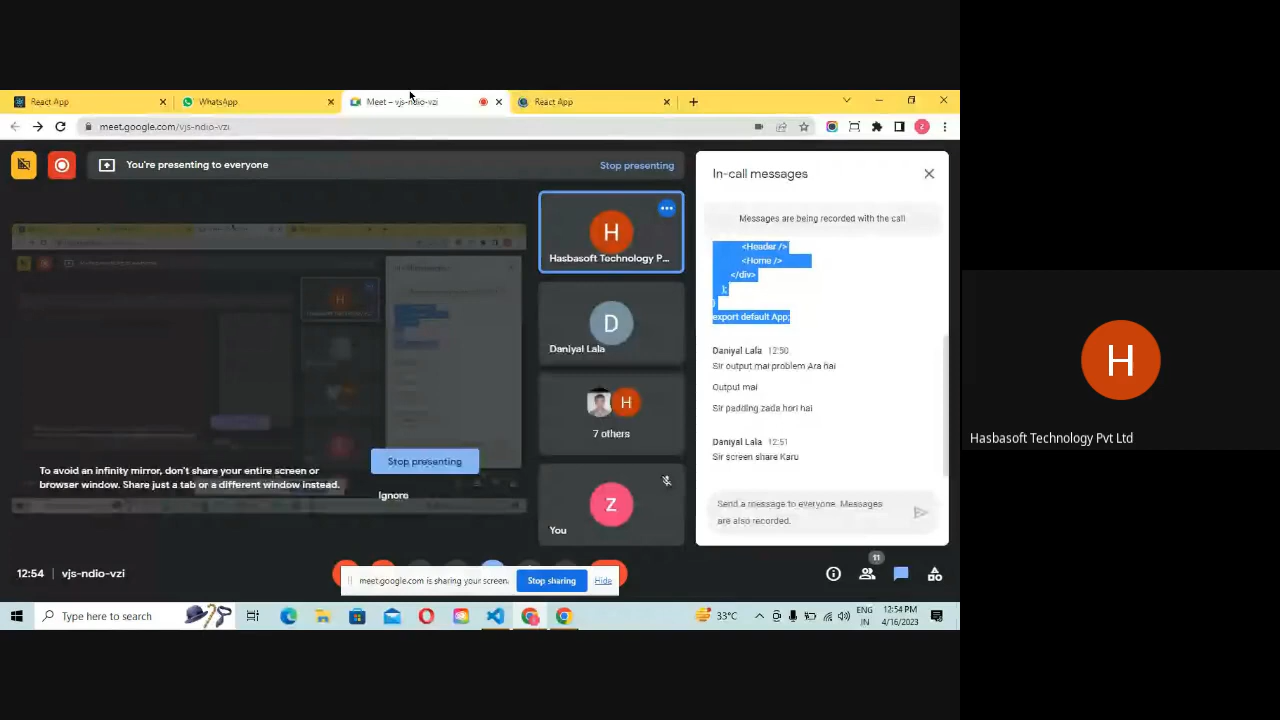 React App
WhatsApp
Meet – vjs-ndio-vzi
React App
meet.google.com/vjs-ndio-vzi
You're presenting to everyone
Stop presenting
In-call messages
Messages are being recorded with the call
<Header />
<Home />
</div>
);
}
export default App;
Daniyal Lala 12:50
Sir output mai problem Ara hai
Output mai
Sir padding zada hori hai
Daniyal Lala 12:51
Sir screen share Karu
Send a message to everyone. Messages
are also recorded.
H
Hasbasoft Technology P...
D
Daniyal Lala
H
7 others
Z
You
To avoid an infinity mirror, don't share your entire screen or
browser window. Share just a tab or a different window instead.
Stop presenting
Ignore
12:54 | vjs-ndio-vzi
11
meet.google.com is sharing your screen.
Stop sharing
Hide
Type here to search
33°C
ENG
IN
12:54 PM
4/16/2023
H
Hasbasoft Technology Pvt Ltd